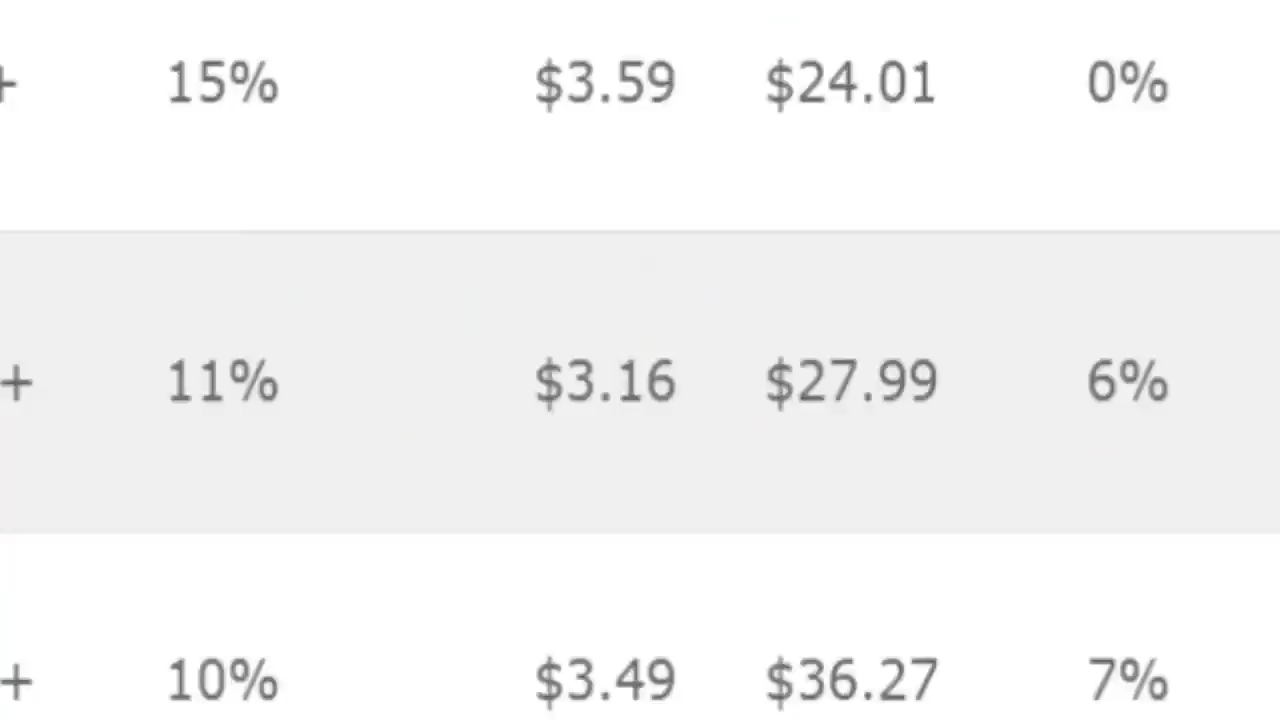 + 15% $3.59 $24.01 0%
+ 11% $3.16 $27.99 6%
+ 10% $3.49 $36.27 7%